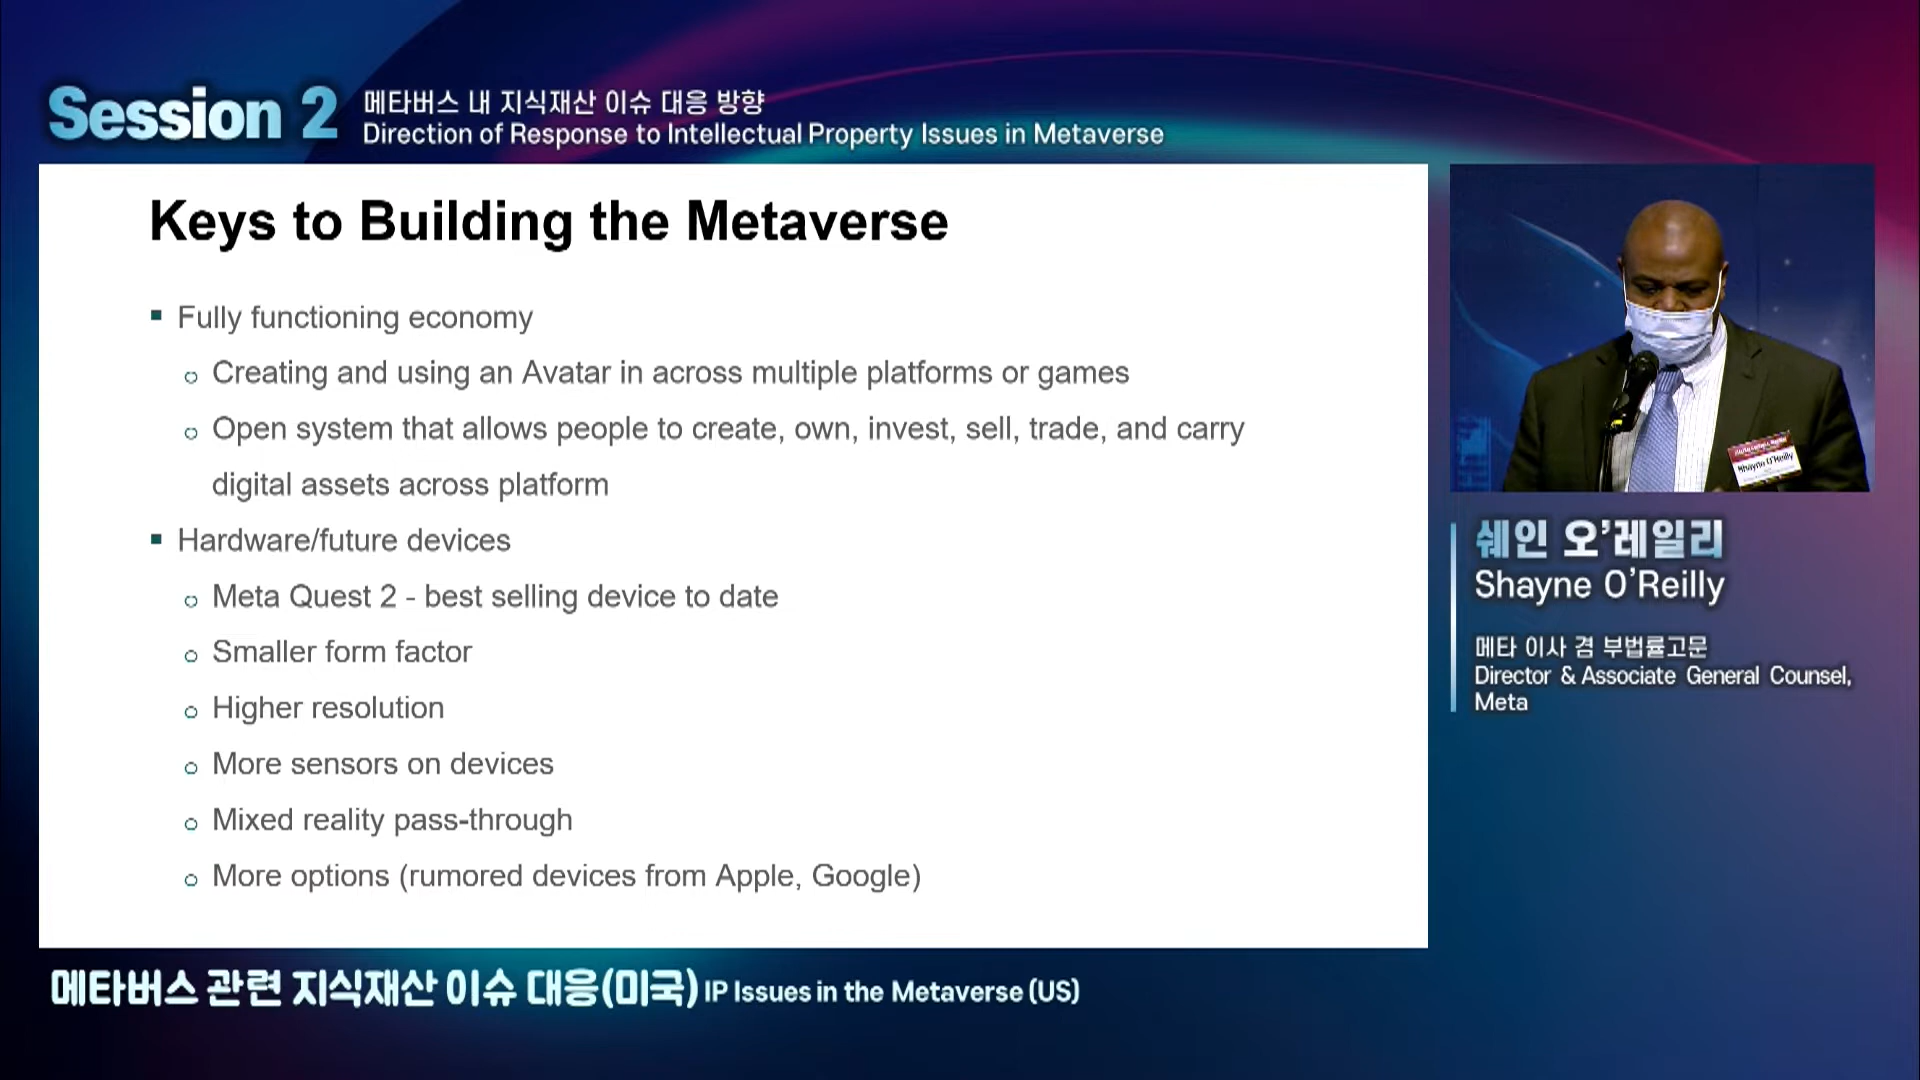 Session 2
메타버스 내 지식재산 이슈 대응 방향
Direction of Response to Intellectual Property Issues in Metaverse
Keys to Building the Metaverse
Fully functioning economy
Creating and using an Avatar in across multiple platforms or games
Open system that allows people to create, own, invest, sell, trade, and carry
digital assets across platform
Hardware/future devices
Meta Quest 2 - best selling device to date
Smaller form factor
Higher resolution
More sensors on devices
Mixed reality pass-through
More options (rumored devices from Apple, Google)
Shayne O'Reilly
쉐인 오’레일리
Shayne O’Reilly
메타 이사 겸 부법률고문
Director & Associate General Counsel,
Meta
메타버스 관련 지식재산 이슈 대응(미국) IP Issues in the Metaverse (US)